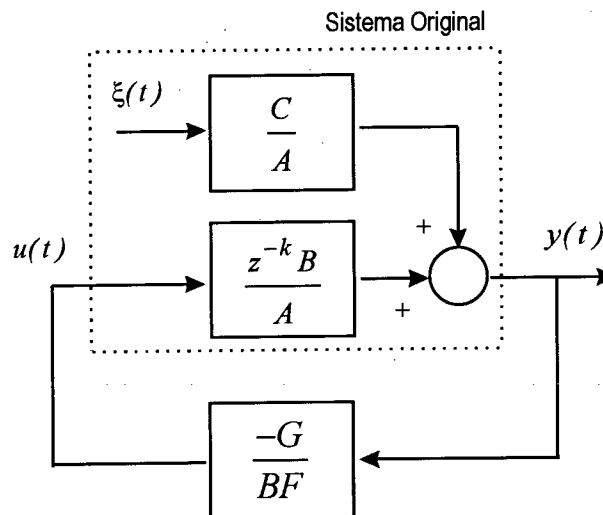 Sistema Original
ξ(t)
C
A
+
y(t)
u(t)
z⁻ᵏ B
A
+
-G
BF